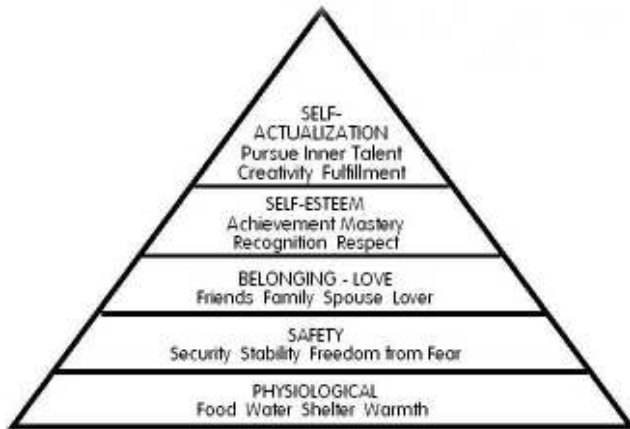 SELF-
ACTUALIZATION
Pursue Inner Talent
Creativity Fulfillment
SELF-ESTEEM
Achievement Mastery
Recognition Respect
BELONGING - LOVE
Friends Family Spouse Lover
SAFETY
Security Stability Freedom from Fear
PHYSIOLOGICAL
Food Water Shelter Warmth